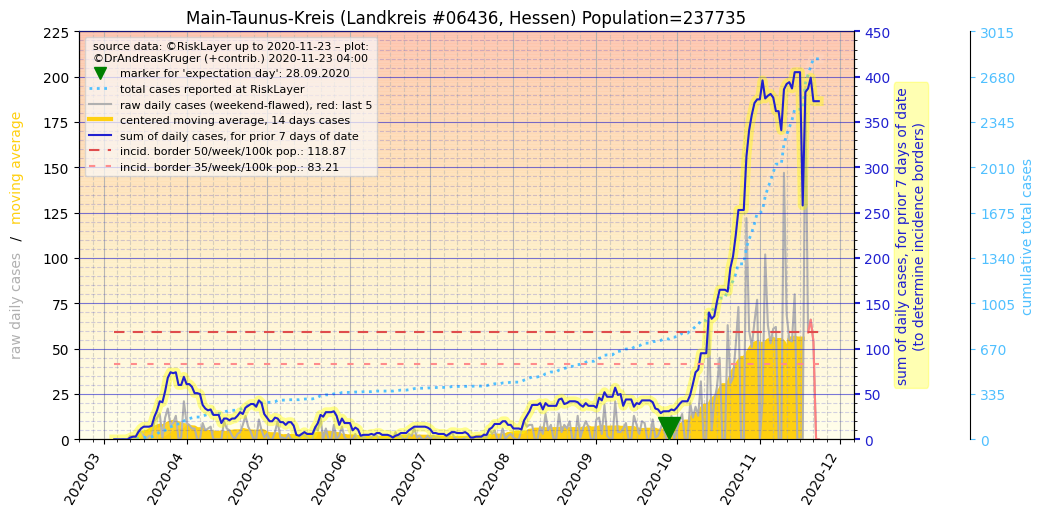 Main-Taunus-Kreis (Landkreis #06436, Hessen) Population=237735
source data: ©RiskLayer up to 2020-11-23 – plot:
©DrAndreasKruger (+contrib.) 2020-11-23 04:00
marker for 'expectation day': 28.09.2020
total cases reported at RiskLayer
raw daily cases (weekend-flawed), red: last 5
centered moving average, 14 days cases
sum of daily cases, for prior 7 days of date
incid. border 50/week/100k pop.: 118.87
incid. border 35/week/100k pop.: 83.21
raw daily cases / moving average
225
200
175
150
125
100
75
50
25
0
2020-03
2020-04
2020-05
2020-06
2020-07
2020-08
2020-09
2020-10
2020-11
2020-12
450
400
350
300
250
200
150
100
50
0
sum of daily cases, for prior 7 days of date
(to determine incidence borders)
3015
2680
2345
2010
1675
1340
1005
670
335
0
cumulative total cases